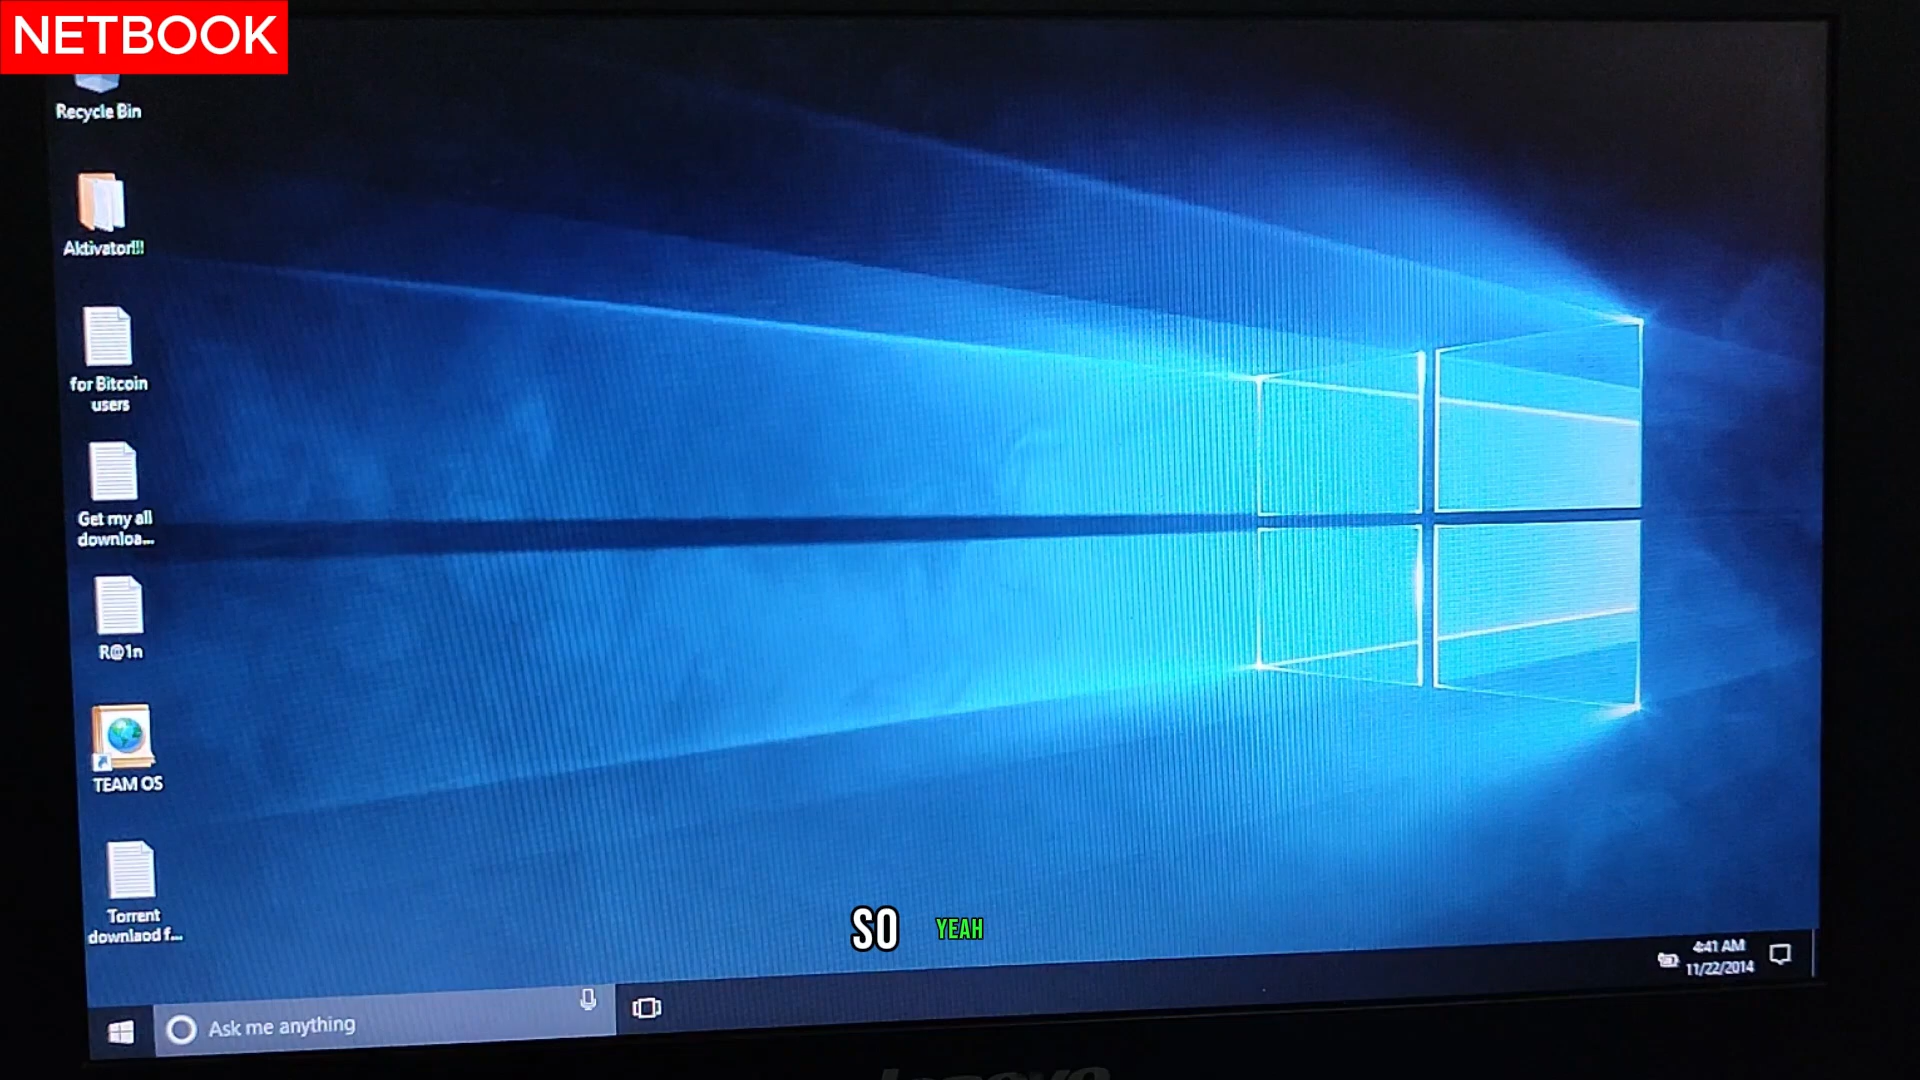 NETBOOK
Recycle Bin
Aktivator!!!
for Bitcoin
users
Get my all
downloa...
R@1n
TEAM OS
Torrent
downlaod f...
SO YEAH
4:41 AM
11/22/2014
Ask me anything
lenovo